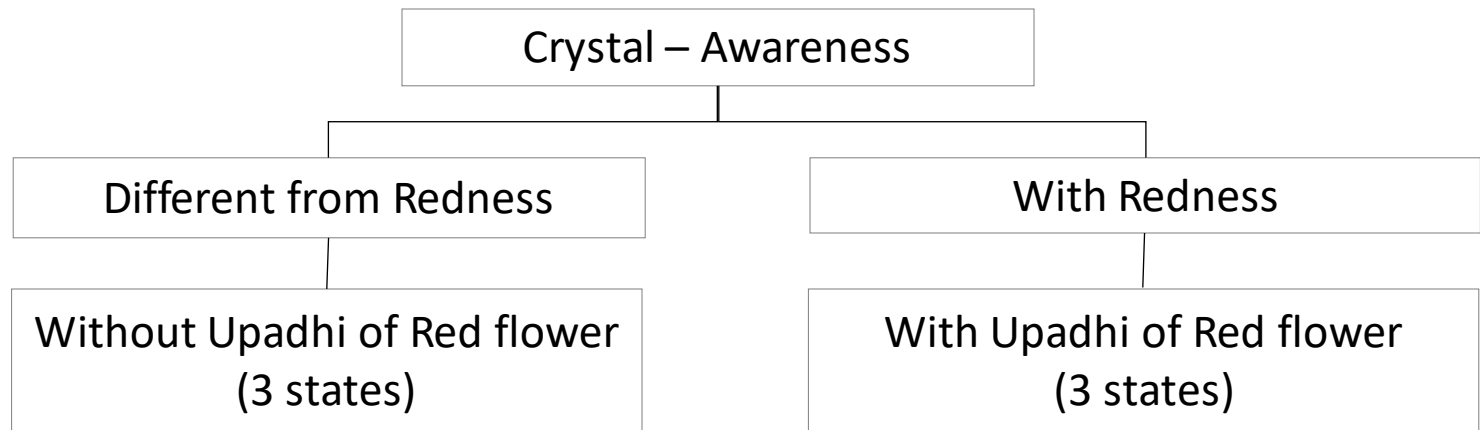 Crystal – Awareness
Different from Redness
With Redness
Without Upadhi of Red flower
(3 states)
With Upadhi of Red flower
(3 states)